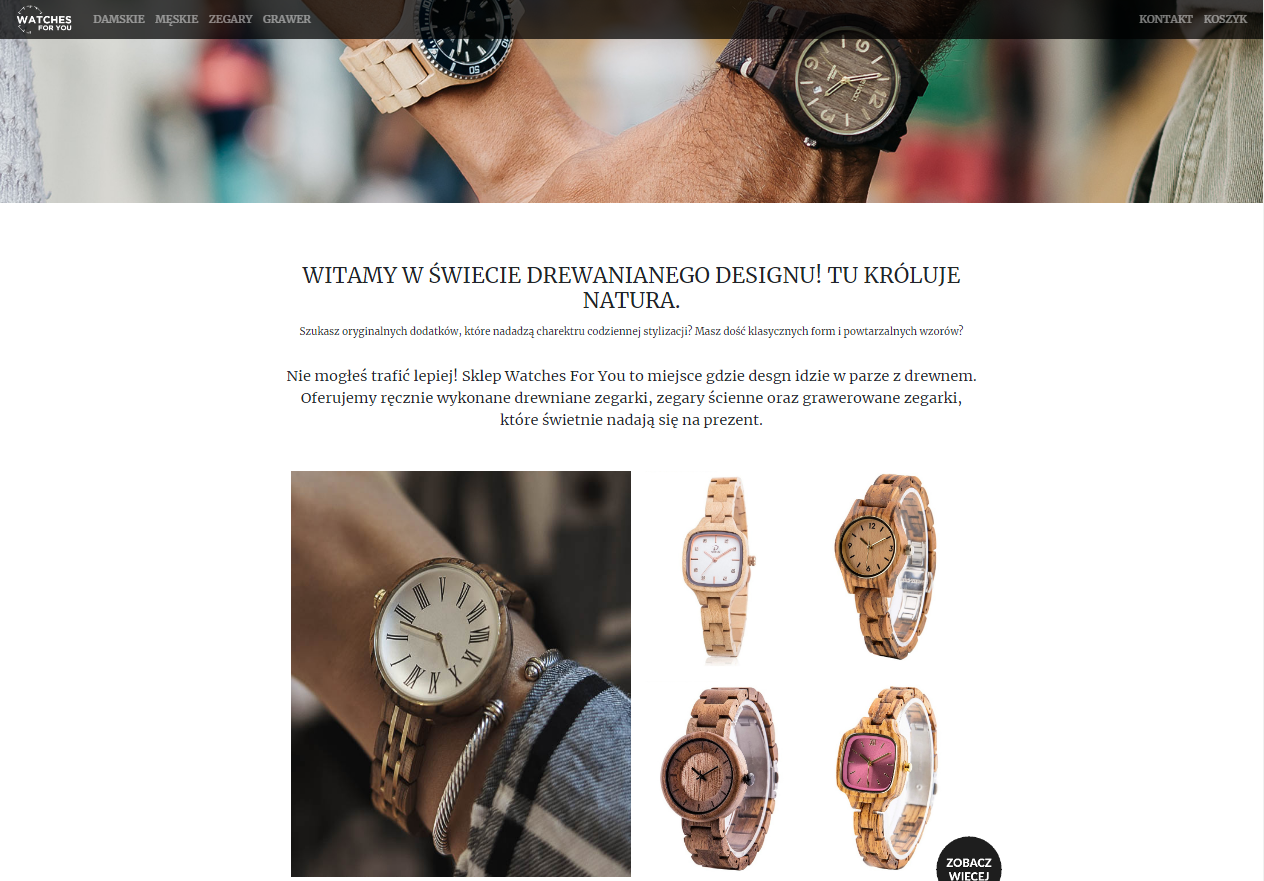 WATCHES
FOR YOU
DAMSKIE MĘSKIE ZEGARY GRAWER
KONTAKT KOSZYK
WITAMY W ŚWIECIE DREWANIANEGO DESIGNU! TU KRÓLUJE
NATURA.
Szukasz oryginalnych dodatków, które nadadzą charektru codziennej stylizacji? Masz dość klasycznych form i powtarzalnych wzorów?
Nie mogłeś trafić lepiej! Sklep Watches For You to miejsce gdzie desgn idzie w parze z drewnem.
Oferujemy ręcznie wykonane drewniane zegarki, zegary ścienne oraz grawerowane zegarki,
które świetnie nadają się na prezent.
ZOBACZ
WIĘCEJ